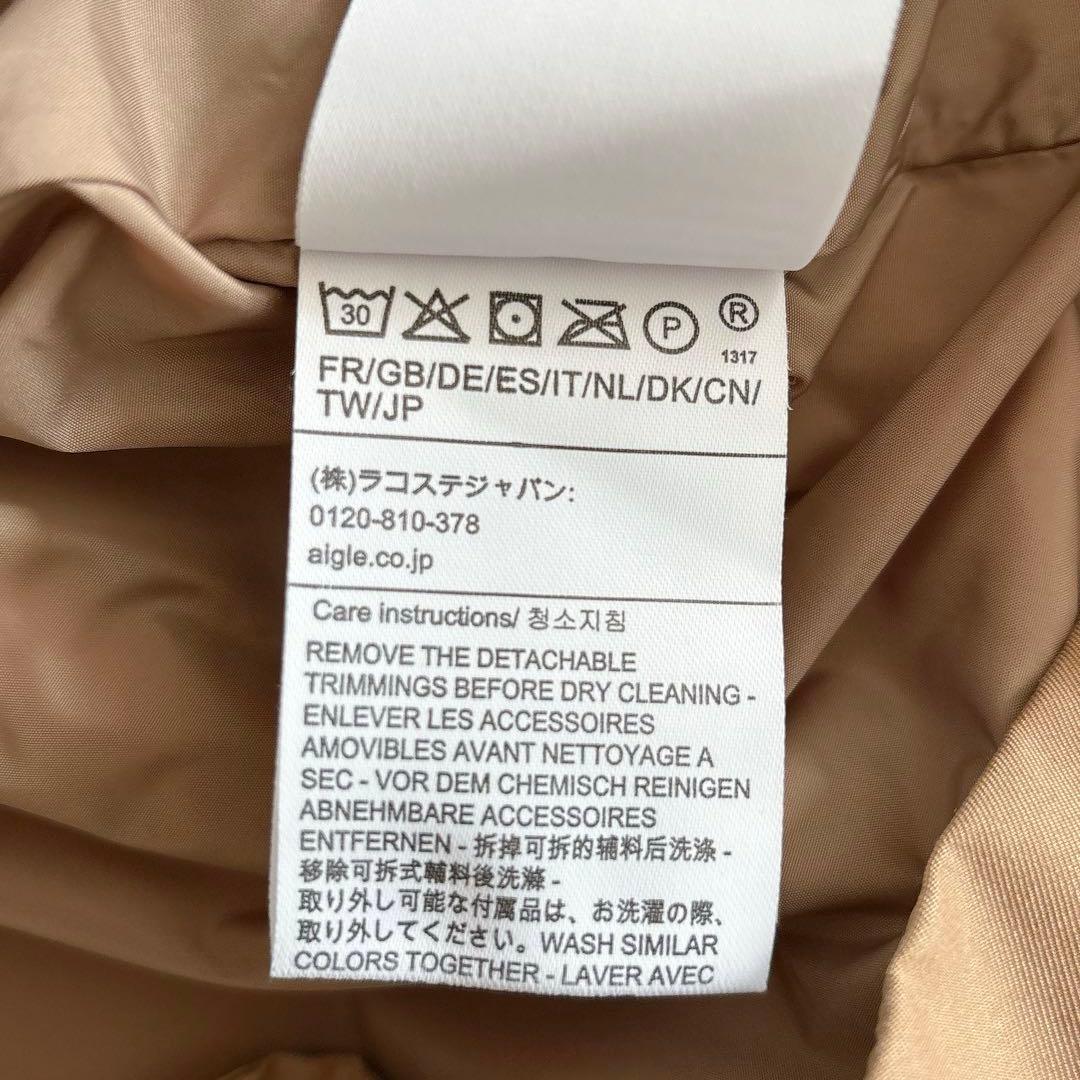 30
P
®
1317
FR/GB/DE/ES/IT/NL/DK/CN/
TW/JP
(株)ラコステジャパン:
0120-810-378
aigle.co.jp
Care instructions/ 청소지침
REMOVE THE DETACHABLE
TRIMMINGS BEFORE DRY CLEANING -
ENLEVER LES ACCESSOIRES
AMOVIBLES AVANT NETTOYAGE A
SEC - VOR DEM CHEMISCH REINIGEN
ABNEHMBARE ACCESSOIRES
ENTFERNEN - 拆掉可拆的辅料后洗涤 -
移除可拆式輔料後洗滌 -
取り外し可能な付属品は、お洗濯の際、
取り外してください。WASH SIMILAR
COLORS TOGETHER - LAVER AVEC